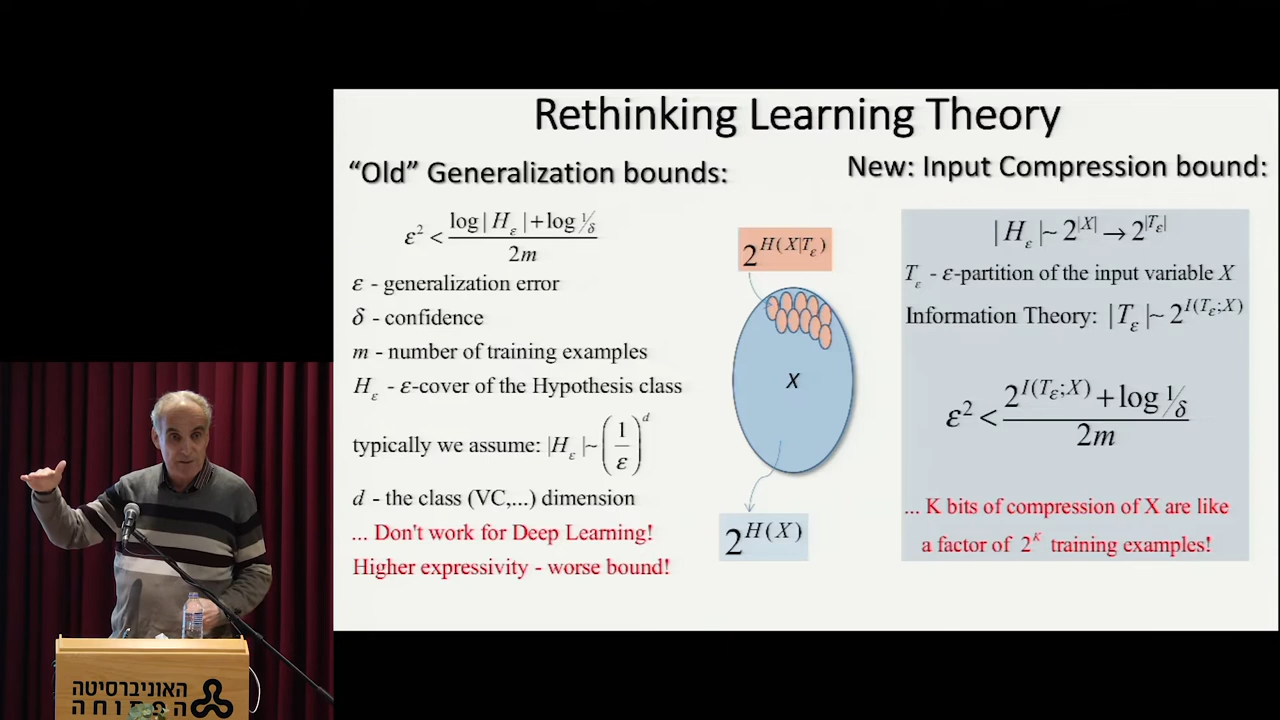 Rethinking Learning Theory
“Old” Generalization bounds:
ε² < (log | H_ε | + log 1/δ) / 2m
ε - generalization error
δ - confidence
m - number of training examples
H_ε - ε-cover of the Hypothesis class
typically we assume: |H_ε| ~ (1/ε)^d
d - the class (VC,...) dimension
... Don't work for Deep Learning!
Higher expressivity - worse bound!
2^{H(X|T_ε)}
X
2^{H(X)}
New: Input Compression bound:
| H_ε | ~ 2^{|X|} → 2^{|T_ε|}
T_ε - ε-partition of the input variable X
Information Theory: | T_ε | ~ 2^{I(T_ε;X)}
ε² < (2^{I(T_ε;X)} + log 1/δ) / 2m
... K bits of compression of X are like
a factor of 2^K training examples!
האוניברסיטה
הפתוחה